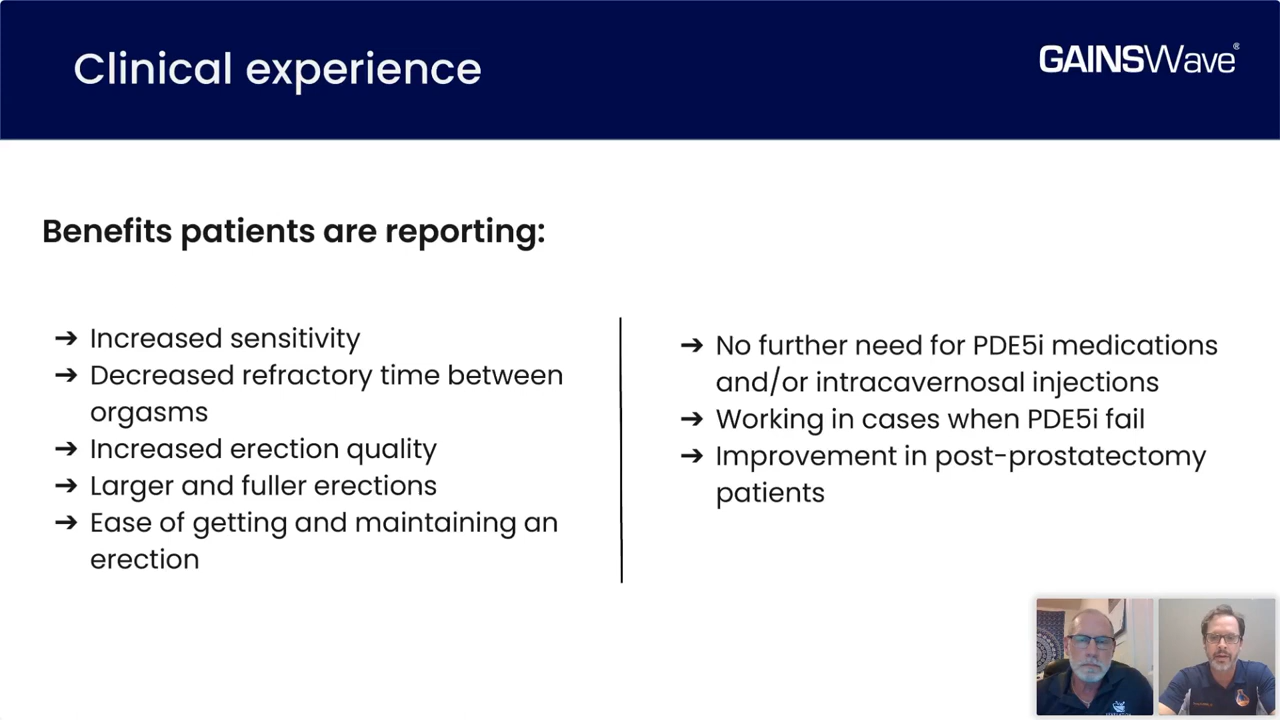 Clinical experience
GAINSWave®
Benefits patients are reporting:
➔ Increased sensitivity
➔ Decreased refractory time between
orgasms
➔ Increased erection quality
➔ Larger and fuller erections
➔ Ease of getting and maintaining an
erection
➔ No further need for PDE5i medications
and/or intracavernosal injections
➔ Working in cases when PDE5i fail
➔ Improvement in post-prostatectomy
patients